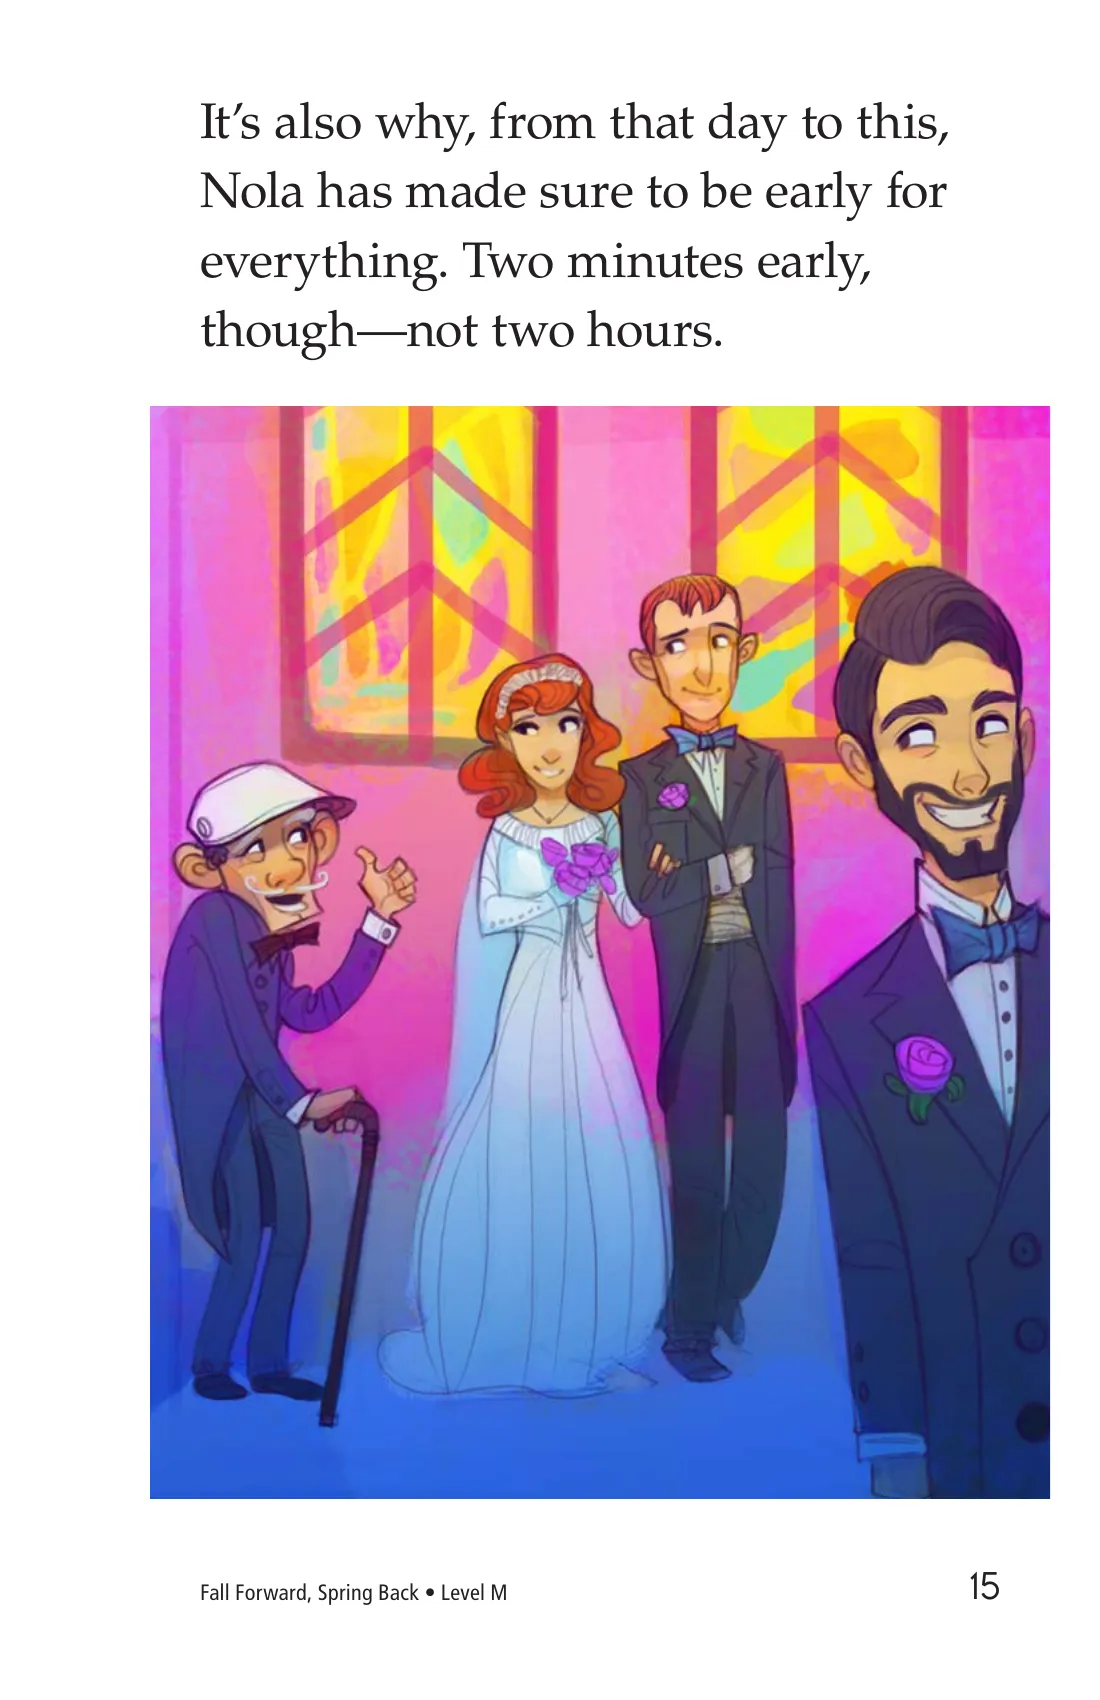 It’s also why, from that day to this,
Nola has made sure to be early for
everything. Two minutes early,
though—not two hours.
Fall Forward, Spring Back • Level M
15